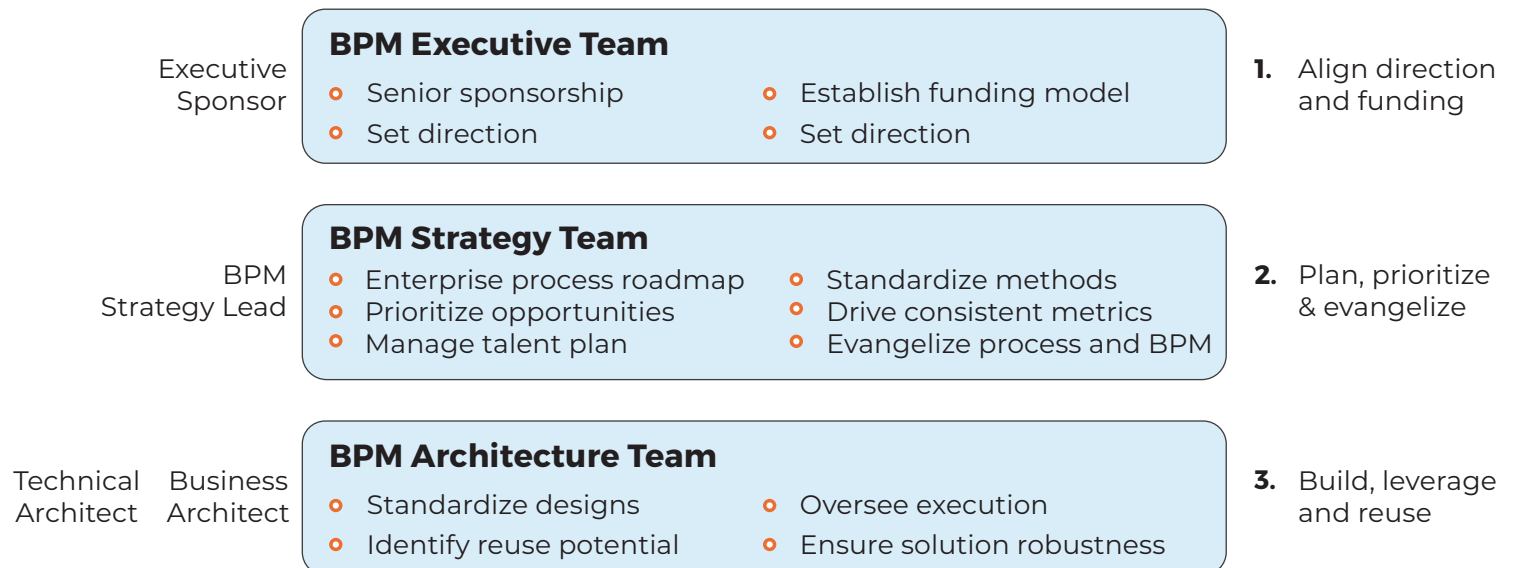 Executive
Sponsor
BPM Executive Team
Senior sponsorship
Set direction
Establish funding model
Set direction
1. Align direction
and funding
BPM
Strategy Lead
BPM Strategy Team
Enterprise process roadmap
Prioritize opportunities
Manage talent plan
Standardize methods
Drive consistent metrics
Evangelize process and BPM
2. Plan, prioritize
& evangelize
Technical
Architect
Business
Architect
BPM Architecture Team
Standardize designs
Identify reuse potential
Oversee execution
Ensure solution robustness
3. Build, leverage
and reuse